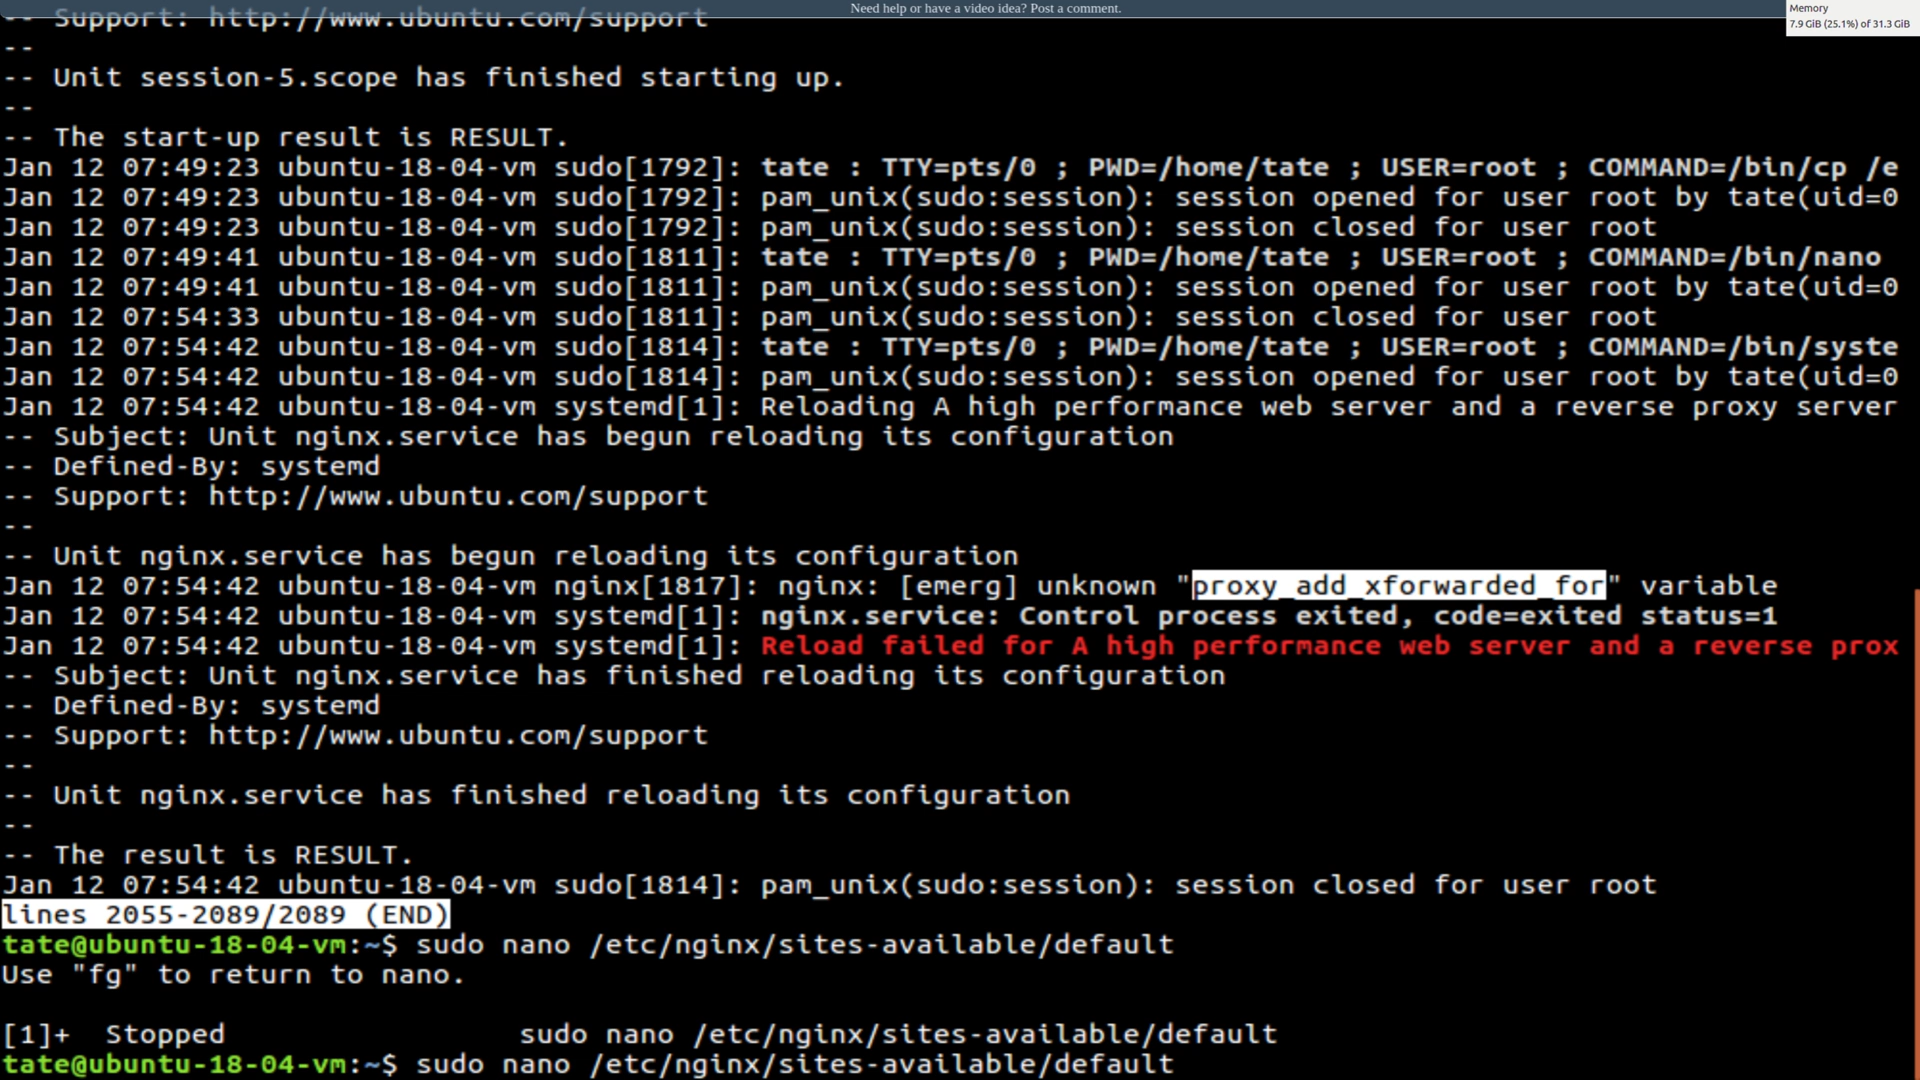 Need help or have a video idea? Post a comment.
Memory
7.9 GiB (25.1%) of 31.3 GiB
-- Support: http://www.ubuntu.com/support
--
-- Unit session-5.scope has finished starting up.
--
-- The start-up result is RESULT.
Jan 12 07:49:23 ubuntu-18-04-vm sudo[1792]: tate : TTY=pts/0 ; PWD=/home/tate ; USER=root ; COMMAND=/bin/cp /e
Jan 12 07:49:23 ubuntu-18-04-vm sudo[1792]: pam_unix(sudo:session): session opened for user root by tate(uid=0
Jan 12 07:49:23 ubuntu-18-04-vm sudo[1792]: pam_unix(sudo:session): session closed for user root
Jan 12 07:49:41 ubuntu-18-04-vm sudo[1811]: tate : TTY=pts/0 ; PWD=/home/tate ; USER=root ; COMMAND=/bin/nano
Jan 12 07:49:41 ubuntu-18-04-vm sudo[1811]: pam_unix(sudo:session): session opened for user root by tate(uid=0
Jan 12 07:54:33 ubuntu-18-04-vm sudo[1811]: pam_unix(sudo:session): session closed for user root
Jan 12 07:54:42 ubuntu-18-04-vm sudo[1814]: tate : TTY=pts/0 ; PWD=/home/tate ; USER=root ; COMMAND=/bin/syste
Jan 12 07:54:42 ubuntu-18-04-vm sudo[1814]: pam_unix(sudo:session): session opened for user root by tate(uid=0
Jan 12 07:54:42 ubuntu-18-04-vm systemd[1]: Reloading A high performance web server and a reverse proxy server
-- Subject: Unit nginx.service has begun reloading its configuration
-- Defined-By: systemd
-- Support: http://www.ubuntu.com/support
--
-- Unit nginx.service has begun reloading its configuration
Jan 12 07:54:42 ubuntu-18-04-vm nginx[1817]: nginx: [emerg] unknown "proxy_add_xforwarded_for" variable
Jan 12 07:54:42 ubuntu-18-04-vm systemd[1]: nginx.service: Control process exited, code=exited status=1
Jan 12 07:54:42 ubuntu-18-04-vm systemd[1]: Reload failed for A high performance web server and a reverse prox
-- Subject: Unit nginx.service has finished reloading its configuration
-- Defined-By: systemd
-- Support: http://www.ubuntu.com/support
--
-- Unit nginx.service has finished reloading its configuration
--
-- The result is RESULT.
Jan 12 07:54:42 ubuntu-18-04-vm sudo[1814]: pam_unix(sudo:session): session closed for user root
lines 2055-2089/2089 (END)
tate@ubuntu-18-04-vm:~$ sudo nano /etc/nginx/sites-available/default
Use "fg" to return to nano.
[1]+  Stopped                 sudo nano /etc/nginx/sites-available/default
tate@ubuntu-18-04-vm:~$ sudo nano /etc/nginx/sites-available/default